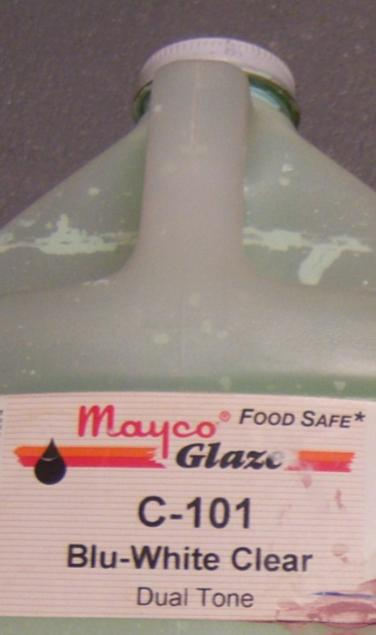 Mayco® FOOD SAFE*
Glaze
C-101
Blu-White Clear
Dual Tone